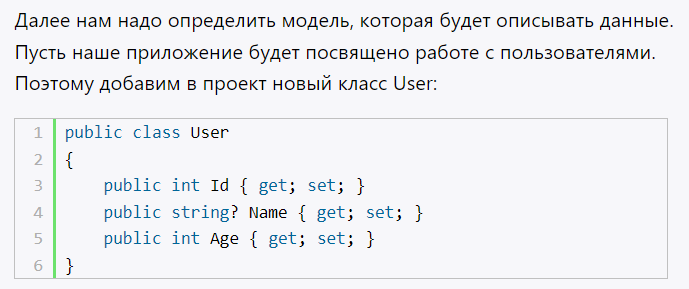 Далее нам надо определить модель, которая будет описывать данные.
Пусть наше приложение будет посвящено работе с пользователями.
Поэтому добавим в проект новый класс User:
1 public class User
2 {
3     public int Id { get; set; }
4     public string? Name { get; set; }
5     public int Age { get; set; }
6 }